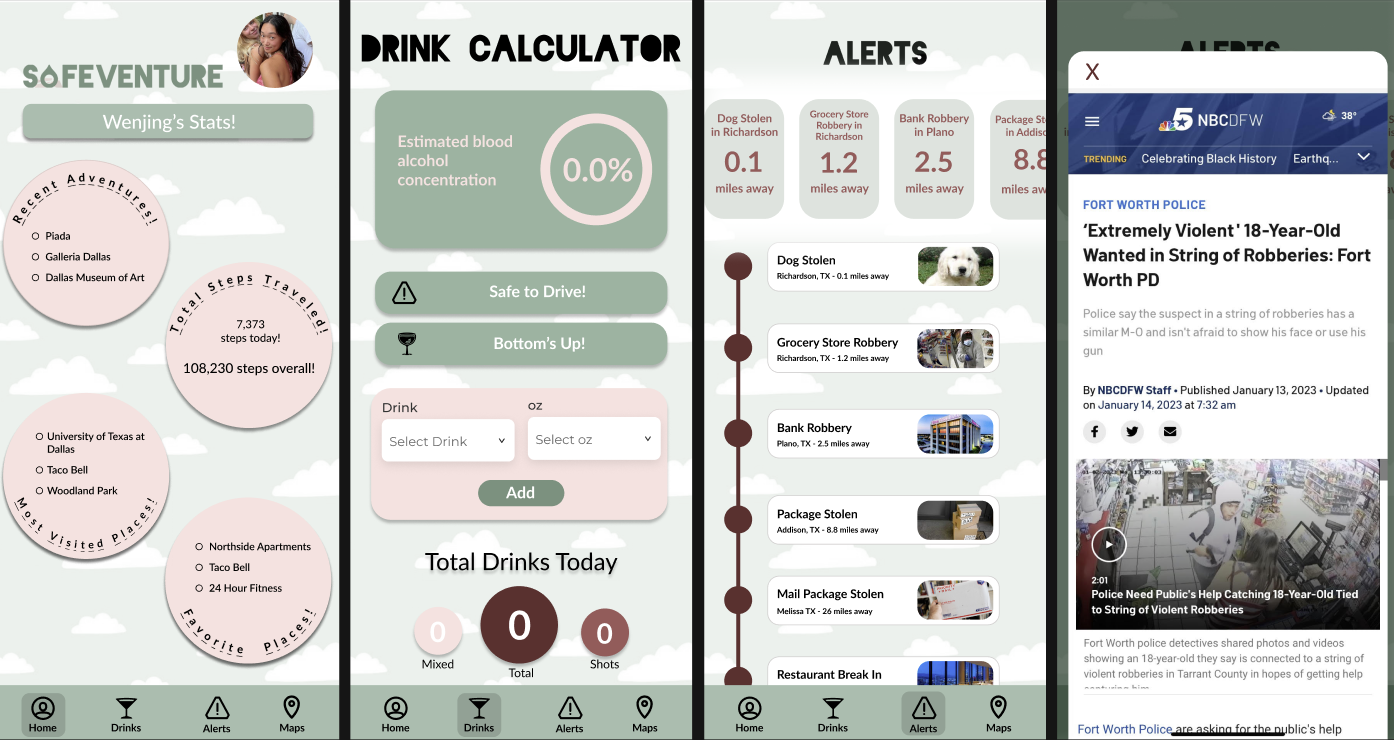 SAFEVENTURE
Wenjing's Stats!
Recent Adventures!
Piada
Galleria Dallas
Dallas Museum of Art
Total Steps Traveled!
7,373
steps today!
108,230 steps overall!
University of Texas at
Dallas
Taco Bell
Woodland Park
Most Visited Places!
Northside Apartments
Taco Bell
24 Hour Fitness
Favorite Places!
Home
Drinks
Alerts
Maps
DRINK CALCULATOR
Estimated blood
alcohol
concentration
0.0%
Safe to Drive!
Bottom's Up!
Drink
oz
Select Drink
Select oz
Add
Total Drinks Today
0
0
0
Mixed
Total
Shots
Home
Drinks
Alerts
Maps
ALERTS
Dog Stolen
in Richardson
0.1
miles away
Grocery Store
Robbery in
Richardson
1.2
miles away
Bank Robbery
in Plano
2.5
miles away
Package St
in Addiso
8.8
miles aw
Dog Stolen
Richardson, TX - 0.1 miles away
Grocery Store Robbery
Richardson, TX - 1.2 miles away
Bank Robbery
Plano, TX - 2.5 miles away
Package Stolen
Addison, TX - 8.8 miles away
Mail Package Stolen
Melissa TX - 26 miles away
Restaurant Break In
Home
Drinks
Alerts
Maps
ALERTS
X
5 NBCDFW
38°
TRENDING Celebrating Black History Earthq...
FORT WORTH POLICE
'Extremely Violent' 18-Year-Old
Wanted in String of Robberies: Fort
Worth PD
Police say the suspect in a string of robberies has a
similar M-O and isn't afraid to show his face or use his
gun
By NBCDFW Staff • Published January 13, 2023 • Updated
on January 14, 2023 at 7:32 am
2:01
Police Need Public's Help Catching 18-Year-Old Tied
to String of Violent Robberies
Fort Worth police detectives shared photos and videos
showing an 18-year-old they say is connected to a string of
violent robberies in Tarrant County in hopes of getting help
capturing him.
Fort Worth Police are asking for the public's help